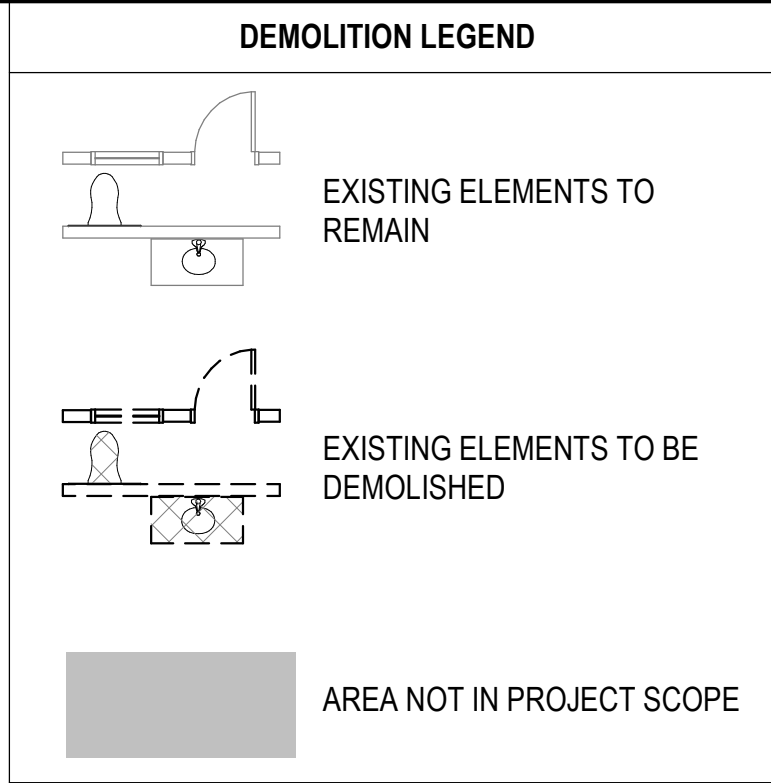 DEMOLITION LEGEND
EXISTING ELEMENTS TO
REMAIN
EXISTING ELEMENTS TO BE
DEMOLISHED
AREA NOT IN PROJECT SCOPE